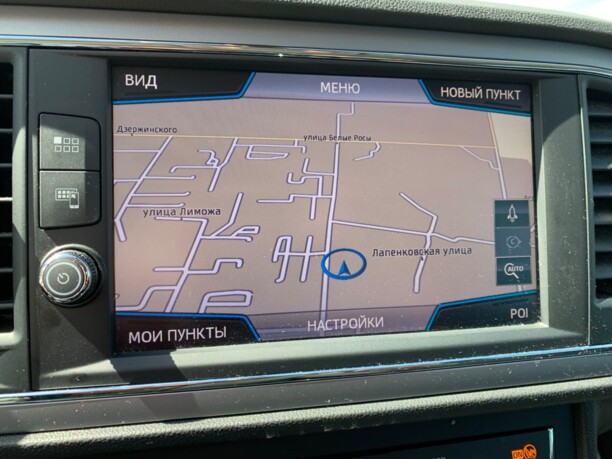 ВИД
МЕНЮ
НОВЫЙ ПУНКТ
Дзержинского
улица Белые Росы
улица Лиможа
Лапенковская улица
AUTO
МОИ ПУНКТЫ
НАСТРОЙКИ
POI